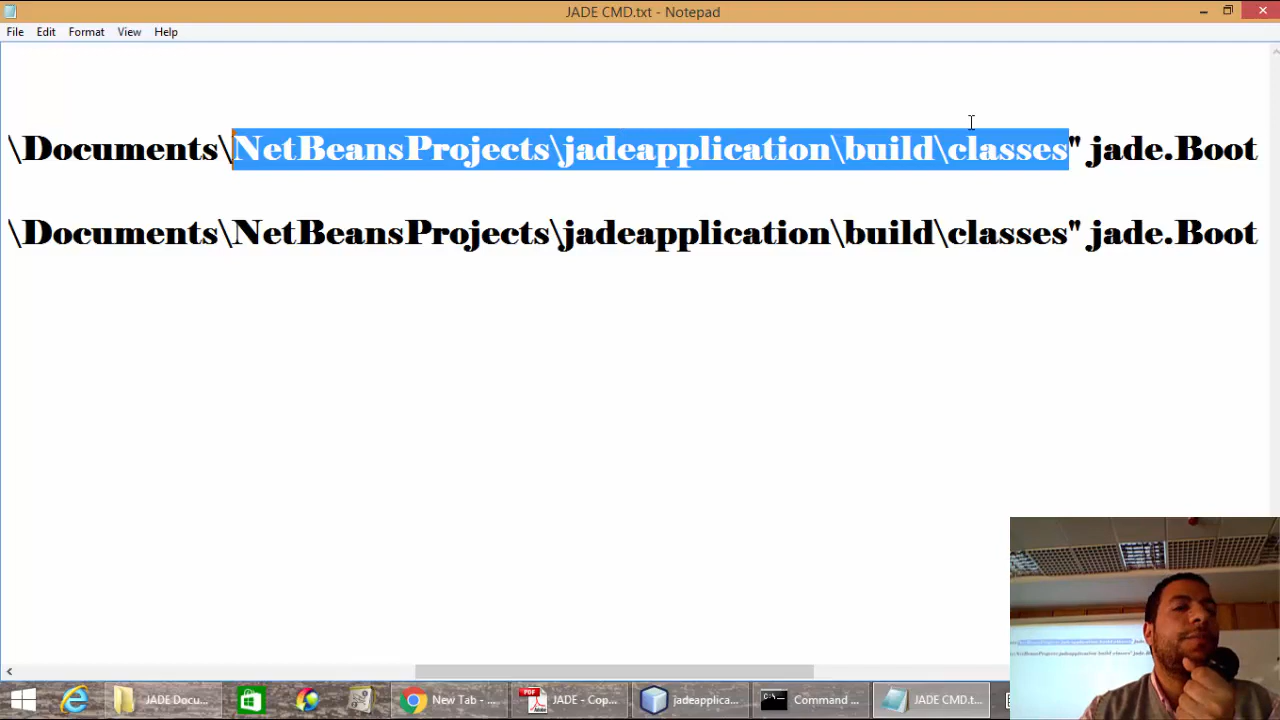 JADE CMD.txt - Notepad
File Edit Format View Help
\Documents\NetBeansProjects\jadeapplication\build\classes" jade.Boot
\Documents\NetBeansProjects\jadeapplication\build\classes" jade.Boot
JADE Docu... New Tab - ... PDF JADE - Cop... jadeapplica... Command ... JADE CMD.t...